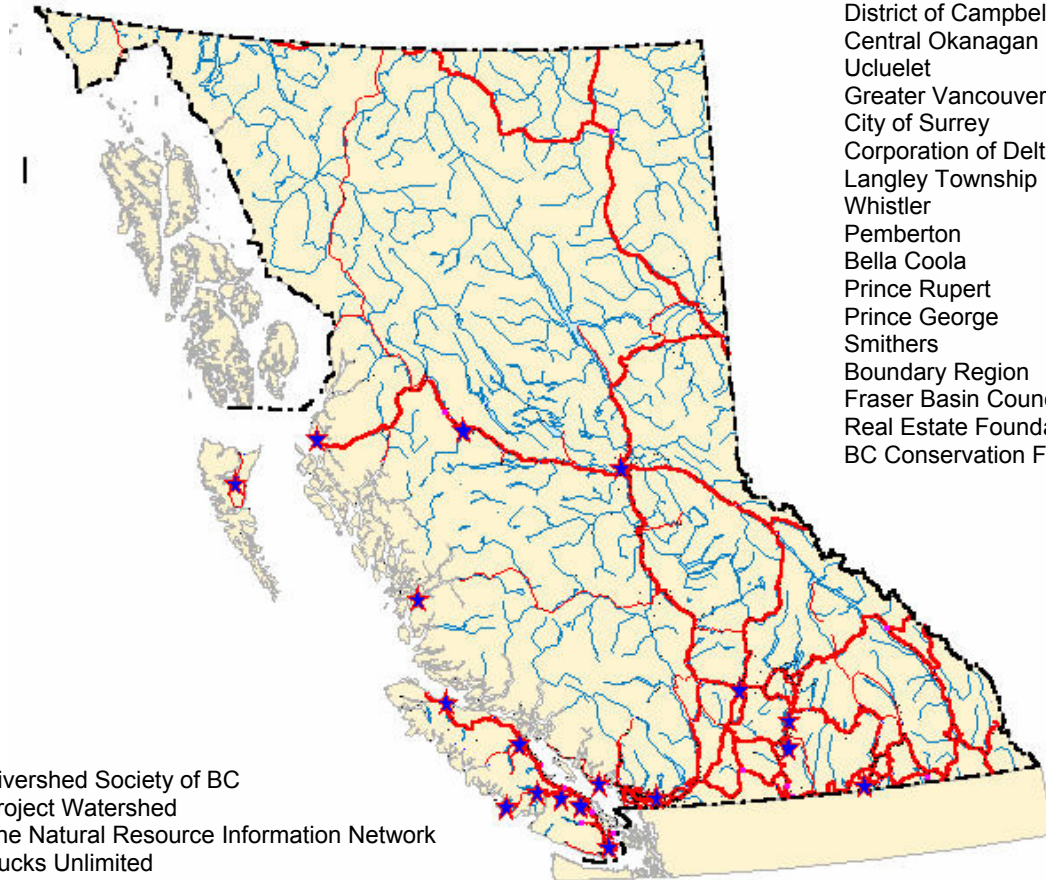 District of Campbel
Central Okanagan
Ucluelet
Greater Vancouver
City of Surrey
Corporation of Delt
Langley Township
Whistler
Pemberton
Bella Coola
Prince Rupert
Prince George
Smithers
Boundary Region
Fraser Basin Counc
Real Estate Founda
BC Conservation F
ivershed Society of BC
roject Watershed
he Natural Resource Information Network
ucks Unlimited